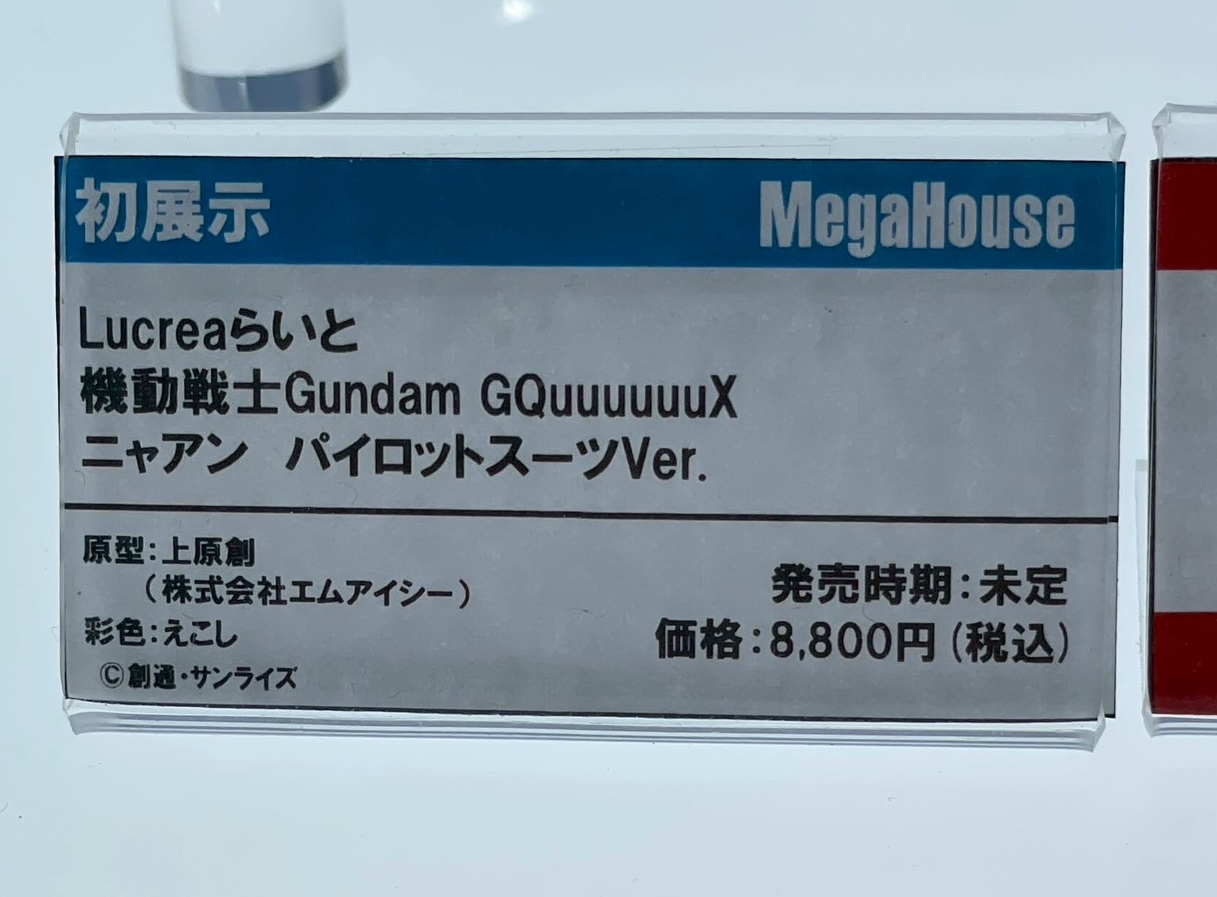 初展示 MegaHouse
Lucreaらいと
機動戦士Gundam GQuuuuuuX
ニャアン　パイロットスーツVer.
原型：上原創
（株式会社エムアイシー）
彩色：えこし
©創通・サンライズ
発売時期：未定
価格：8,800円（税込）